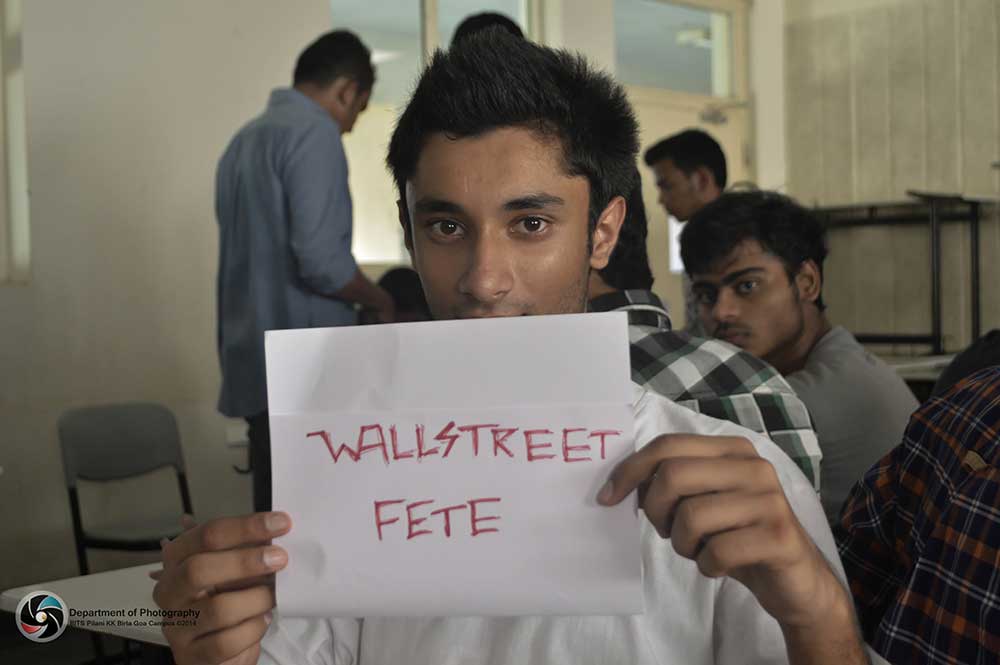 WALLSTREET
FETE
Department of Photography
BITS Pilani KK Birla Goa Campus ©2014